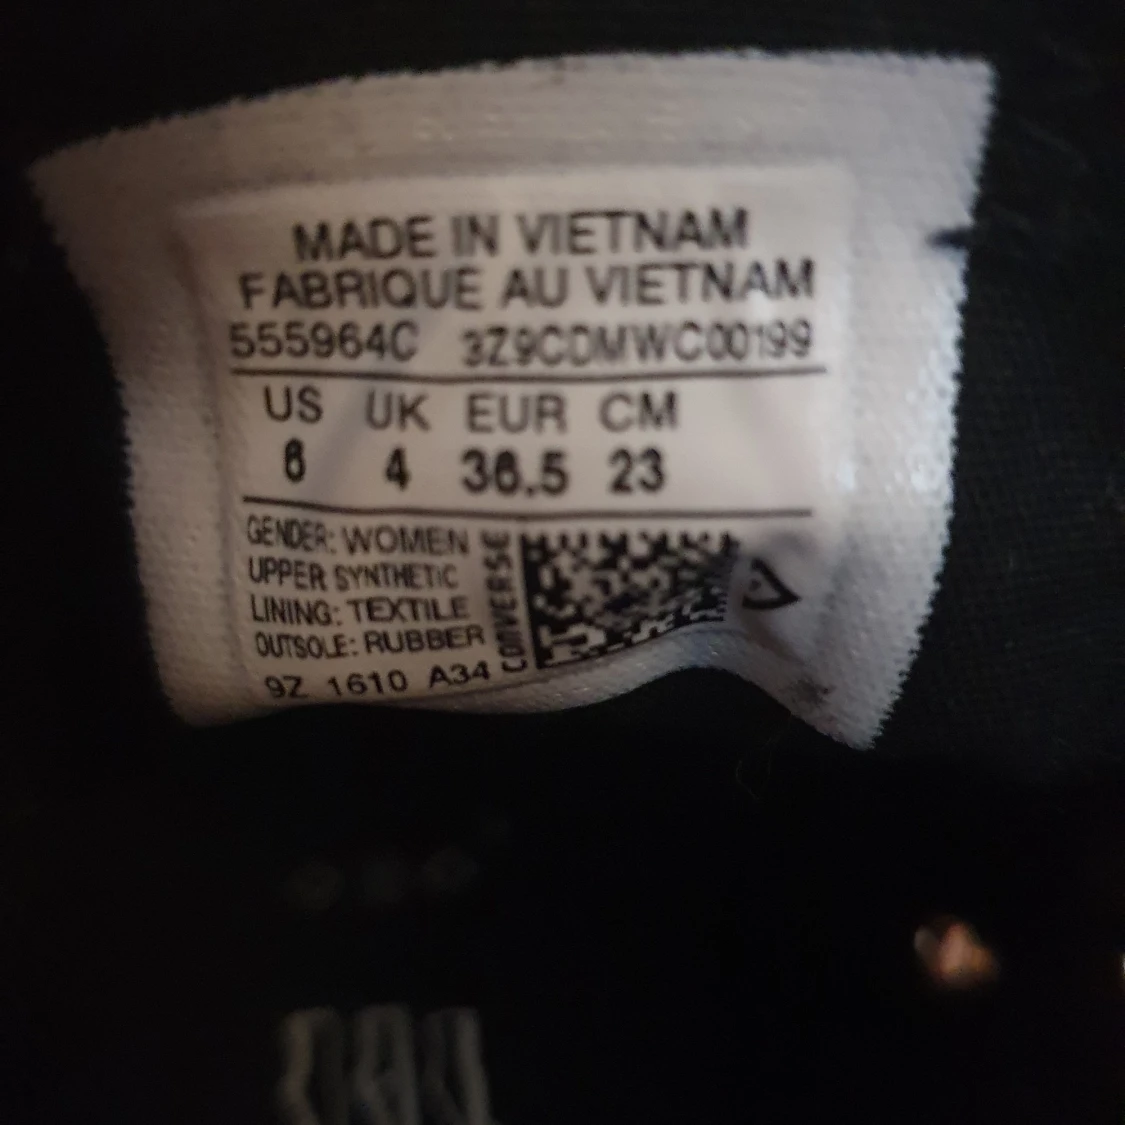 MADE IN VIETNAM
FABRIQUE AU VIETNAM
555964C 3Z9CDMWC00199
US UK EUR CM
6 4 36.5 23
GENDER: WOMEN
UPPER SYNTHETIC
LINING: TEXTILE
OUTSOLE: RUBBER
9Z 1610 A34
CONVERSE